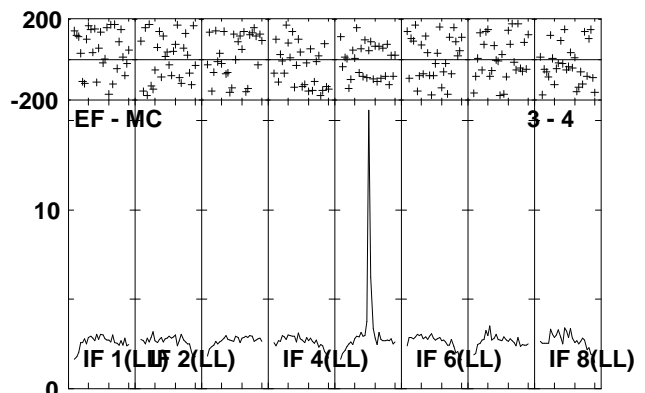 200
-200
EF - MC 3 - 4
10
IF 1(LL) IF 2(LL) IF 4(LL) IF 6(LL) IF 8(LL)
0